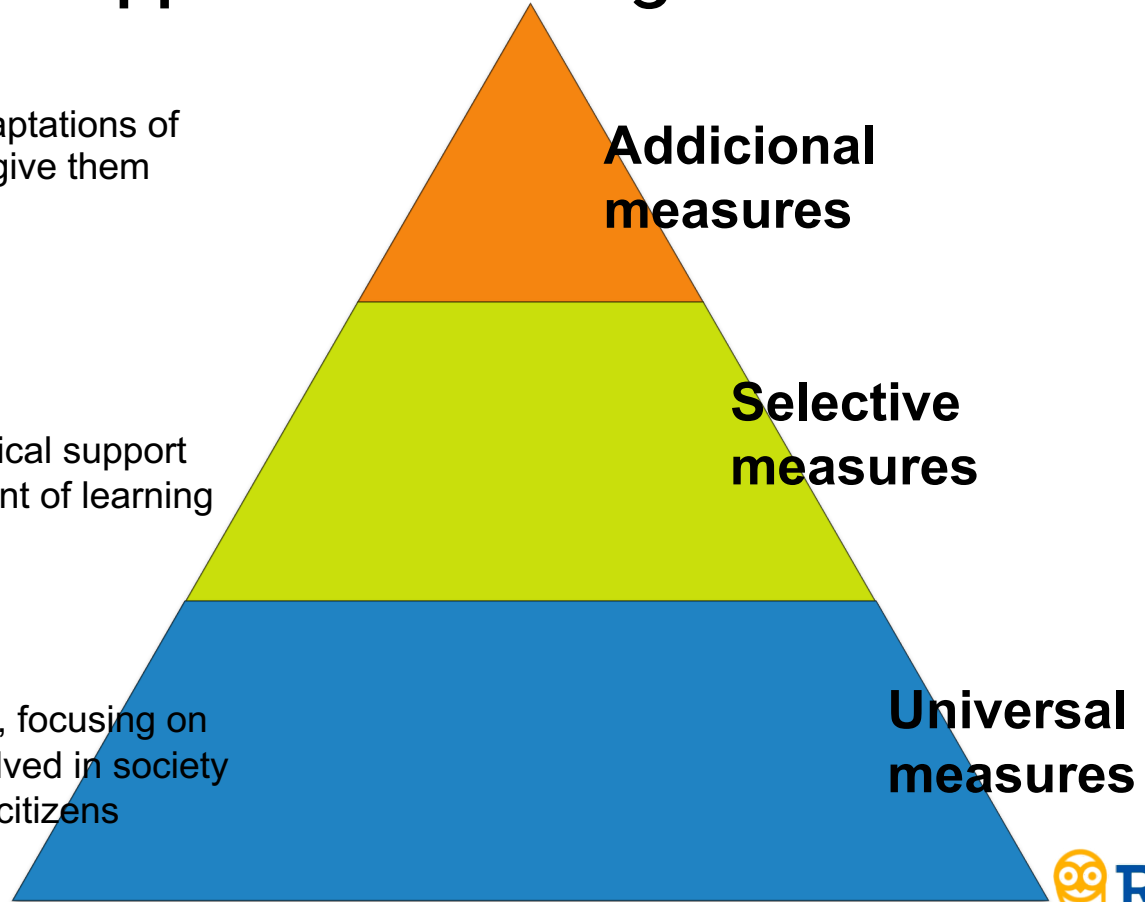 aptations of
give them
Addicional
measures
Selective
measures
ical support
nt of learning
, focusing on
lved in society
citizens
Universal
measures